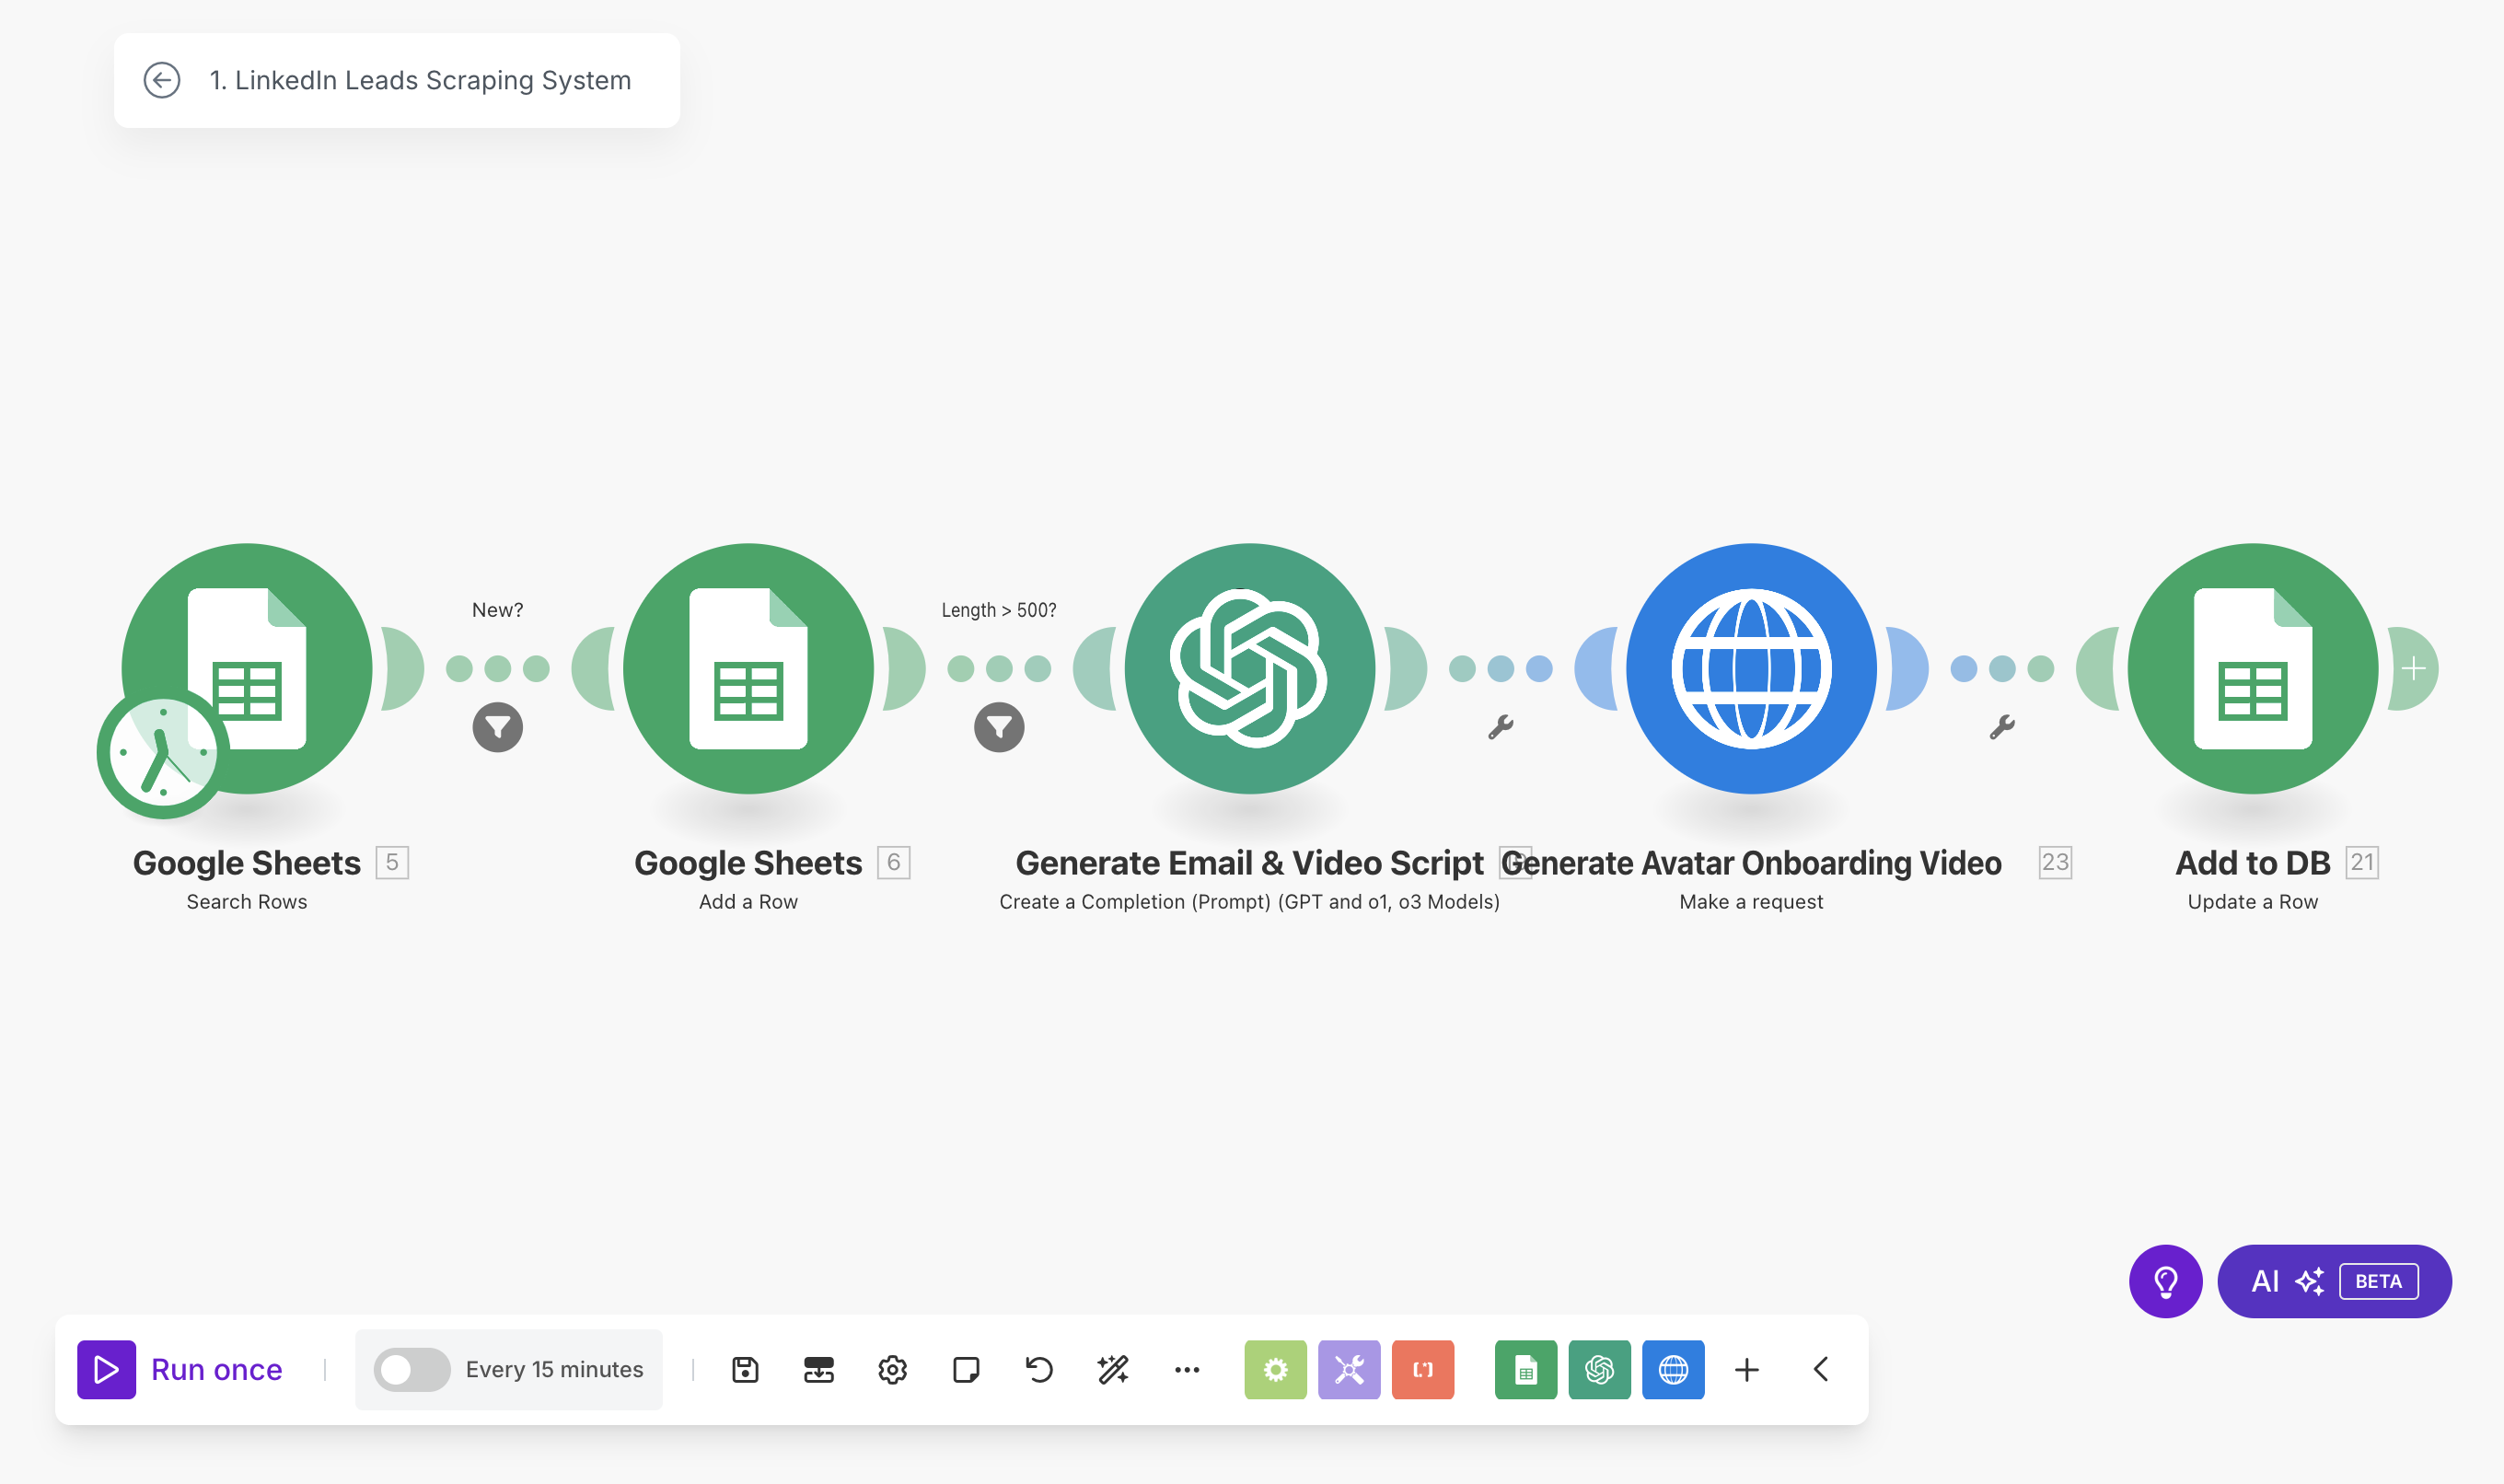 1. LinkedIn Leads Scraping System
New?
Length > 500?
Google Sheets 5
Search Rows
Google Sheets 6
Add a Row
Generate Email & Video Script
Create a Completion (Prompt) (GPT and o1, o3 Models)
Generate Avatar Onboarding Video 23
Make a request
Add to DB 21
Update a Row
AI BETA
Run once
Every 15 minutes